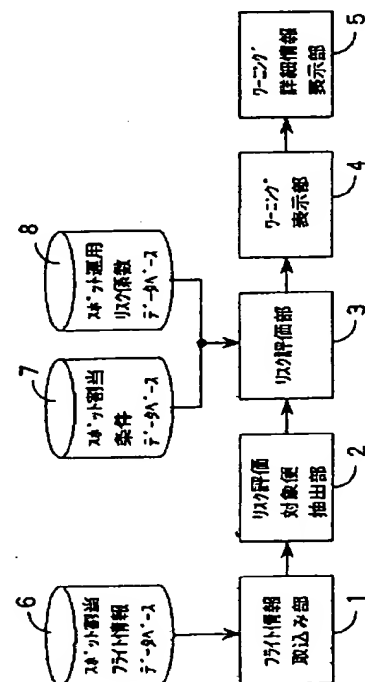 6
スポット割当
フライト情報
データベース
7
スポット割当
条件
データベース
8
スポット運用
リスク係数
データベース
フライト情報
取込み部
1
リスク評価
対象便
抽出部
2
リスク評価部
3
ワーニング
表示部
4
ワーニング
詳細情報
表示部
5